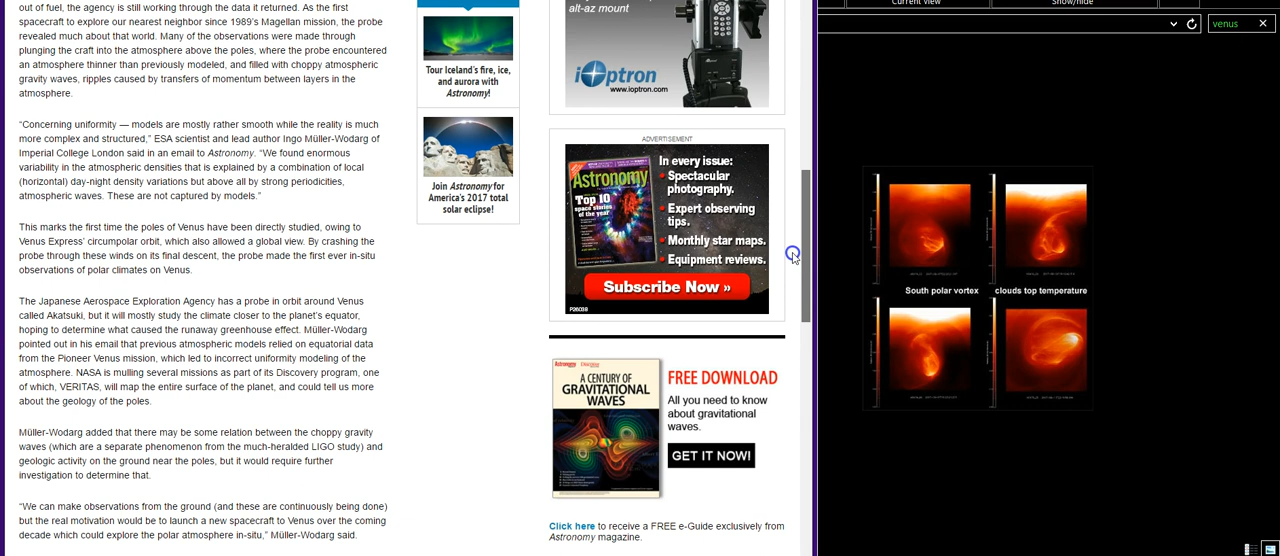 out of fuel, the agency is still working through the data it returned. As the first
spacecraft to explore our nearest neighbor since 1989's Magellan mission, the probe
revealed much about that world. Many of the observations were made through
plunging the craft into the atmosphere above the poles, where the probe encountered
an atmosphere thinner than previously modeled, and filled with choppy atmospheric
gravity waves, ripples caused by transfers of momentum between layers in the
atmosphere.
“Concerning uniformity — models are mostly rather smooth while the reality is much
more complex and structured,” ESA scientist and lead author Ingo Müller-Wodarg of
Imperial College London said in an email to Astronomy. “We found enormous
variability in the atmospheric densities that is explained by a combination of local
(horizontal) day-night density variations but above all by strong periodicities,
atmospheric waves. These are not captured by models.”
This marks the first time the poles of Venus have been directly studied, owing to
Venus Express’ circumpolar orbit, which also allowed a global view. By crashing the
probe through these winds on its final descent, the probe made the first ever in-situ
observations of polar climates on Venus.
The Japanese Aerospace Exploration Agency has a probe in orbit around Venus
called Akatsuki, but it will mostly study the climate closer to the planet's equator,
hoping to determine what caused the runaway greenhouse effect. Müller-Wodarg
pointed out in his email that previous atmospheric models relied on equatorial data
from the Pioneer Venus mission, which led to incorrect uniformity modeling of the
atmosphere. NASA is mulling several missions as part of its Discovery program, one
of which, VERITAS, will map the entire surface of the planet, and could tell us more
about the geology of the poles.
Müller-Wodarg added that there may be some relation between the choppy gravity
waves (which are a separate phenomenon from the much-heralded LIGO study) and
geologic activity on the ground near the poles, but it would require further
investigation to determine that.
“We can make observations from the ground (and these are continuously being done)
but the real motivation would be to launch a new spacecraft to Venus over the coming
decade which could explore the polar atmosphere in-situ,” Müller-Wodarg said.
Tour Iceland's fire, ice,
and aurora with
Astronomy!
Join Astronomy for
America's 2017 total
solar eclipse!
alt-az mount
iOptron
www.ioptron.com
ADVERTISEMENT
Astronomy
Top 10
space stories
of the year
In every issue:
• Spectacular
photography.
• Expert observing
tips.
• Monthly star maps.
• Equipment reviews.
Subscribe Now »
P26038
Astronomy Discover
A CENTURY OF
GRAVITATIONAL
WAVES
FREE DOWNLOAD
All you need to know
about gravitational
waves.
GET IT NOW!
Click here to receive a FREE e-Guide exclusively from
Astronomy magazine.
Current view
Show/hide
venus
South polar vortex clouds top temperature